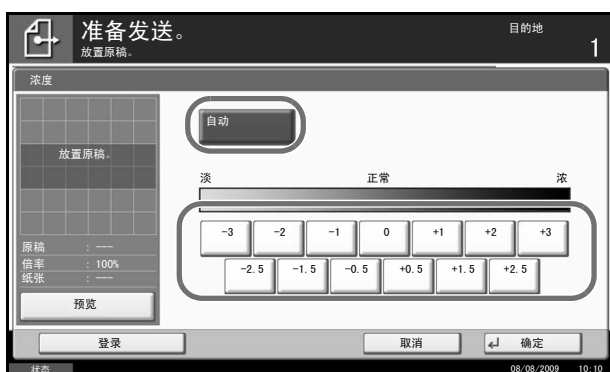 准备发送。
放置原稿。
目的地
1
浓度
放置原稿。
原稿 : ---
倍率 : 100%
纸张 : ---
预览
自动
淡 正常 浓
-3 -2 -1 0 +1 +2 +3
-2.5 -1.5 -0.5 +0.5 +1.5 +2.5
登录 取消 确定
状态 08/08/2009 10:10